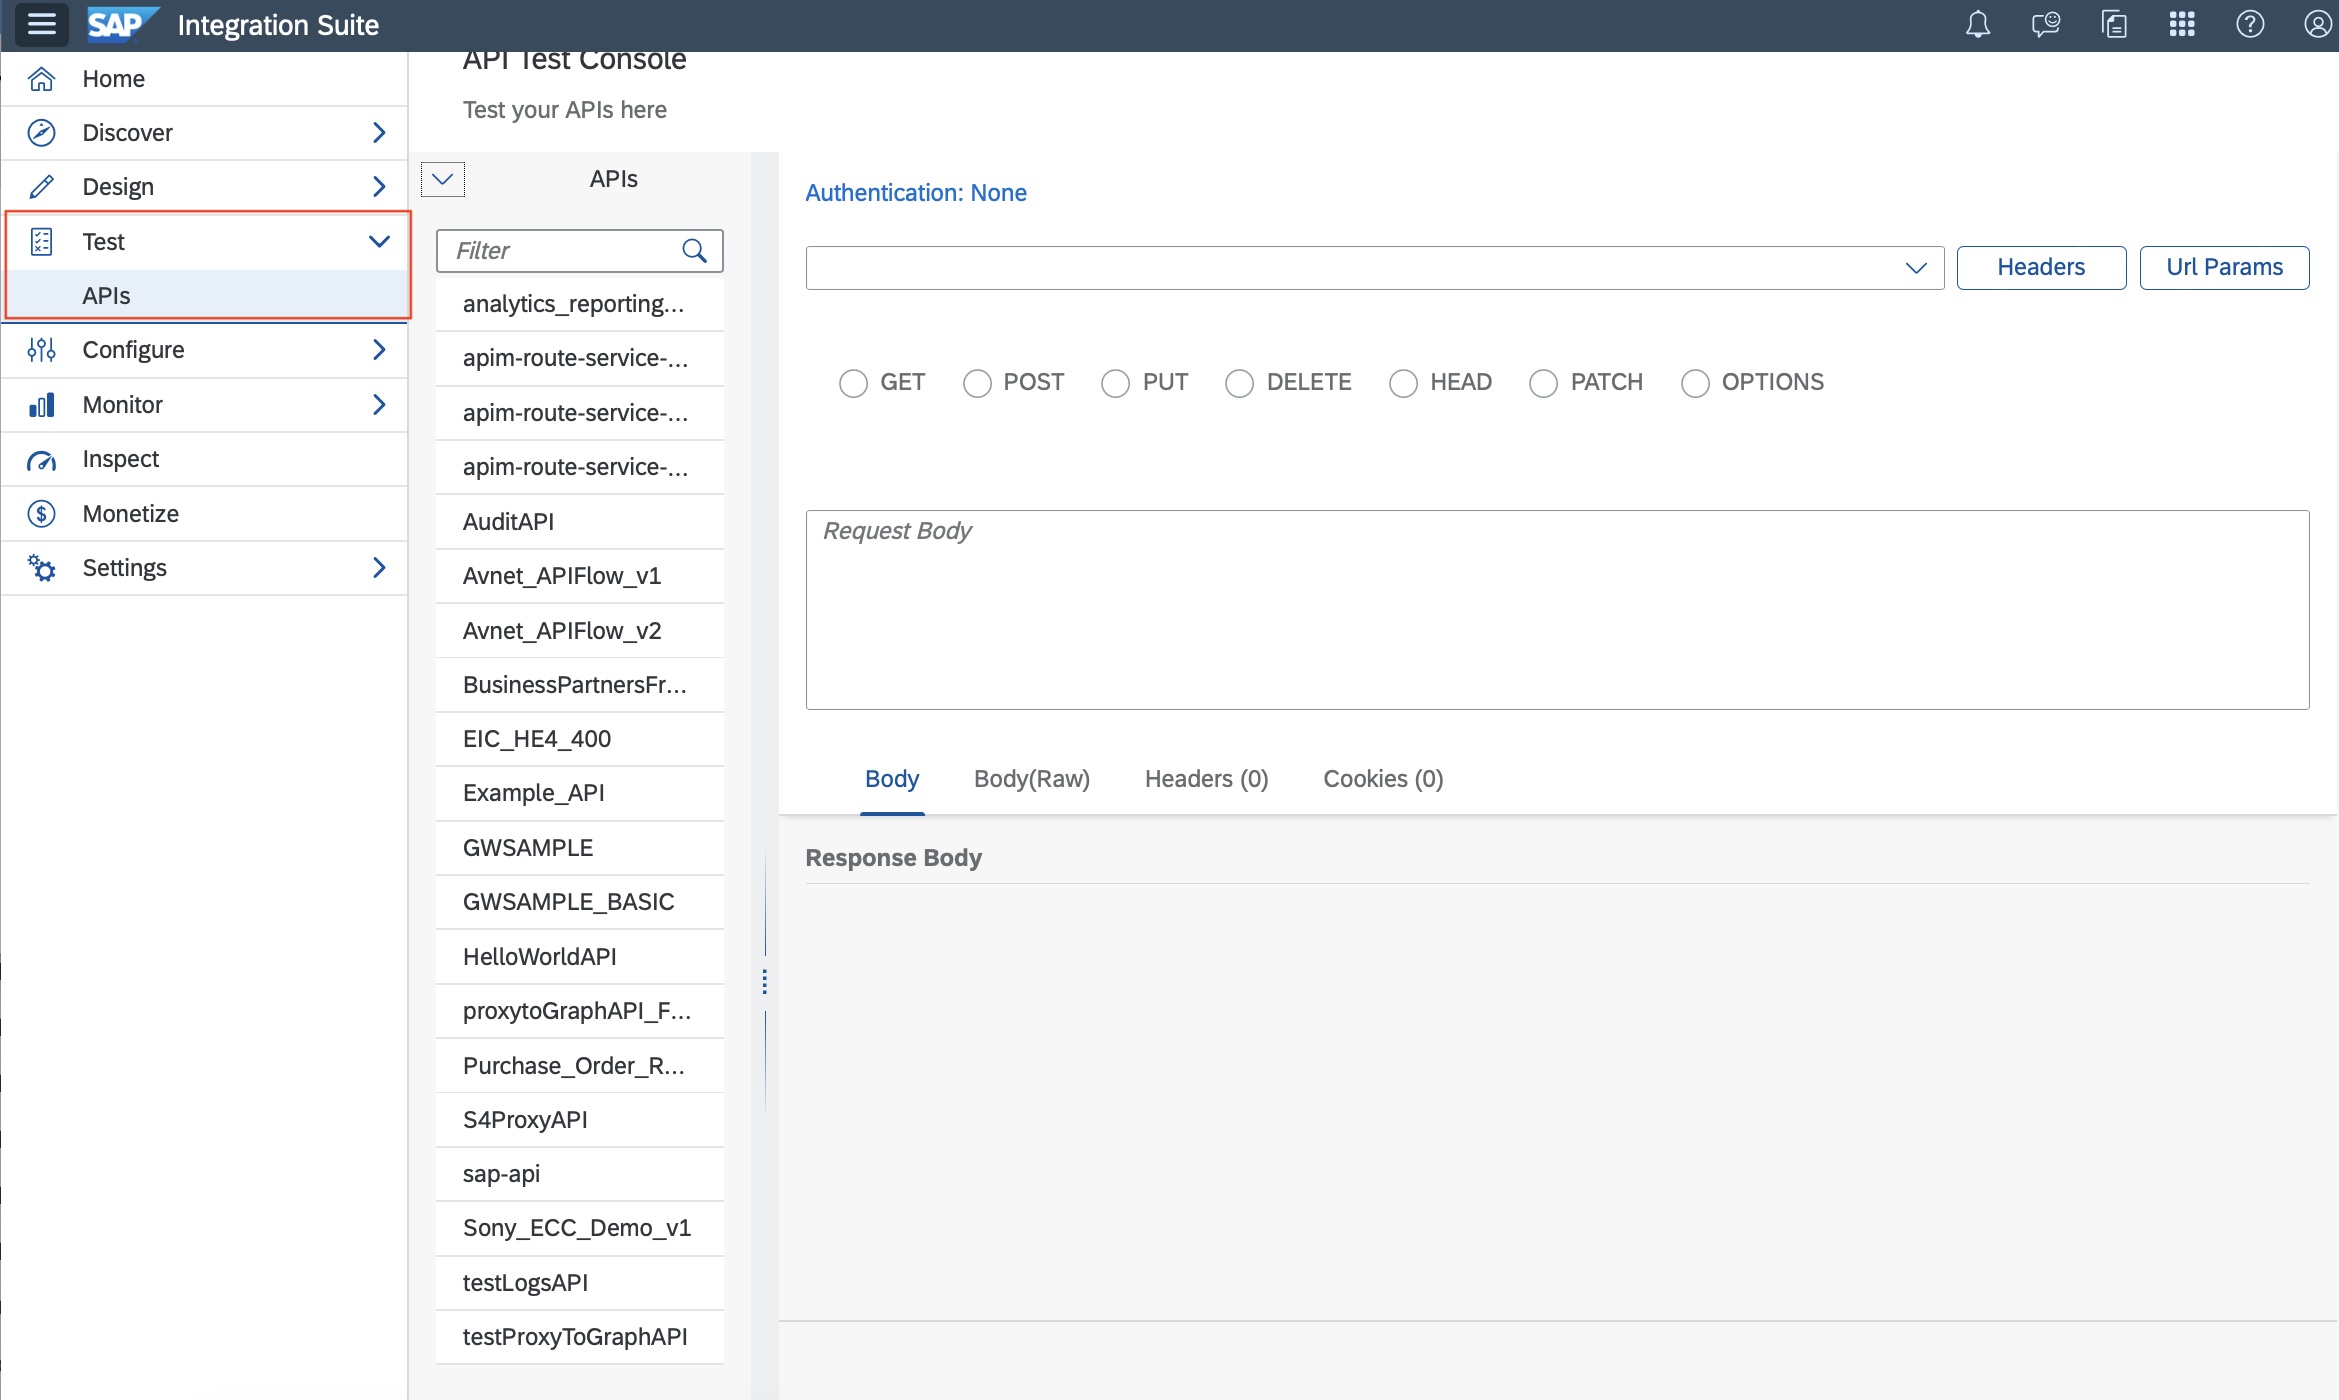 SAP Integration Suite
Home
Discover
Design
Test
APIs
Configure
Monitor
Inspect
Monetize
$
Settings
API Test Console
Test your APIs here
APIs
Filter
analytics_reporting...
apim-route-service-...
apim-route-service-...
apim-route-service-...
AuditAPI
Avnet_APIFlow_v1
Avnet_APIFlow_v2
BusinessPartnersFr...
EIC_HE4_400
Example_API
GWSAMPLE
GWSAMPLE_BASIC
HelloWorldAPI
proxytoGraphAPI_F...
Purchase_Order_R...
S4ProxyAPI
sap-api
Sony_ECC_Demo_v1
testLogsAPI
testProxyToGraphAPI
Authentication: None
Headers Url Params
GET POST PUT DELETE HEAD PATCH OPTIONS
Request Body
Body Body(Raw) Headers (0) Cookies (0)
Response Body